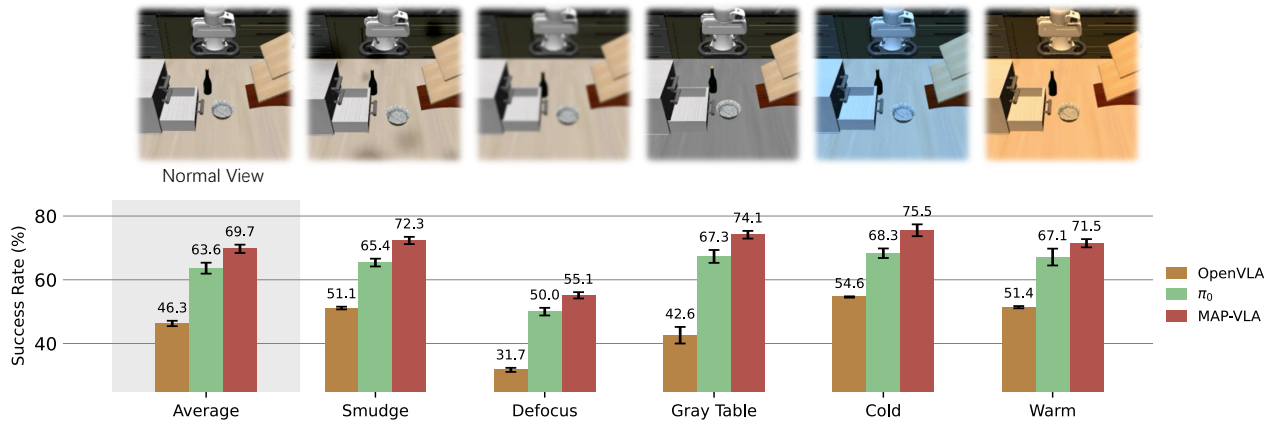 Normal View
Success Rate (%)
80
60
40
46.3
63.6
69.7
51.1
65.4
72.3
31.7
50.0
55.1
42.6
67.3
74.1
54.6
68.3
75.5
51.4
67.1
71.5
Average
Smudge
Defocus
Gray Table
Cold
Warm
OpenVLA
π₀
MAP-VLA